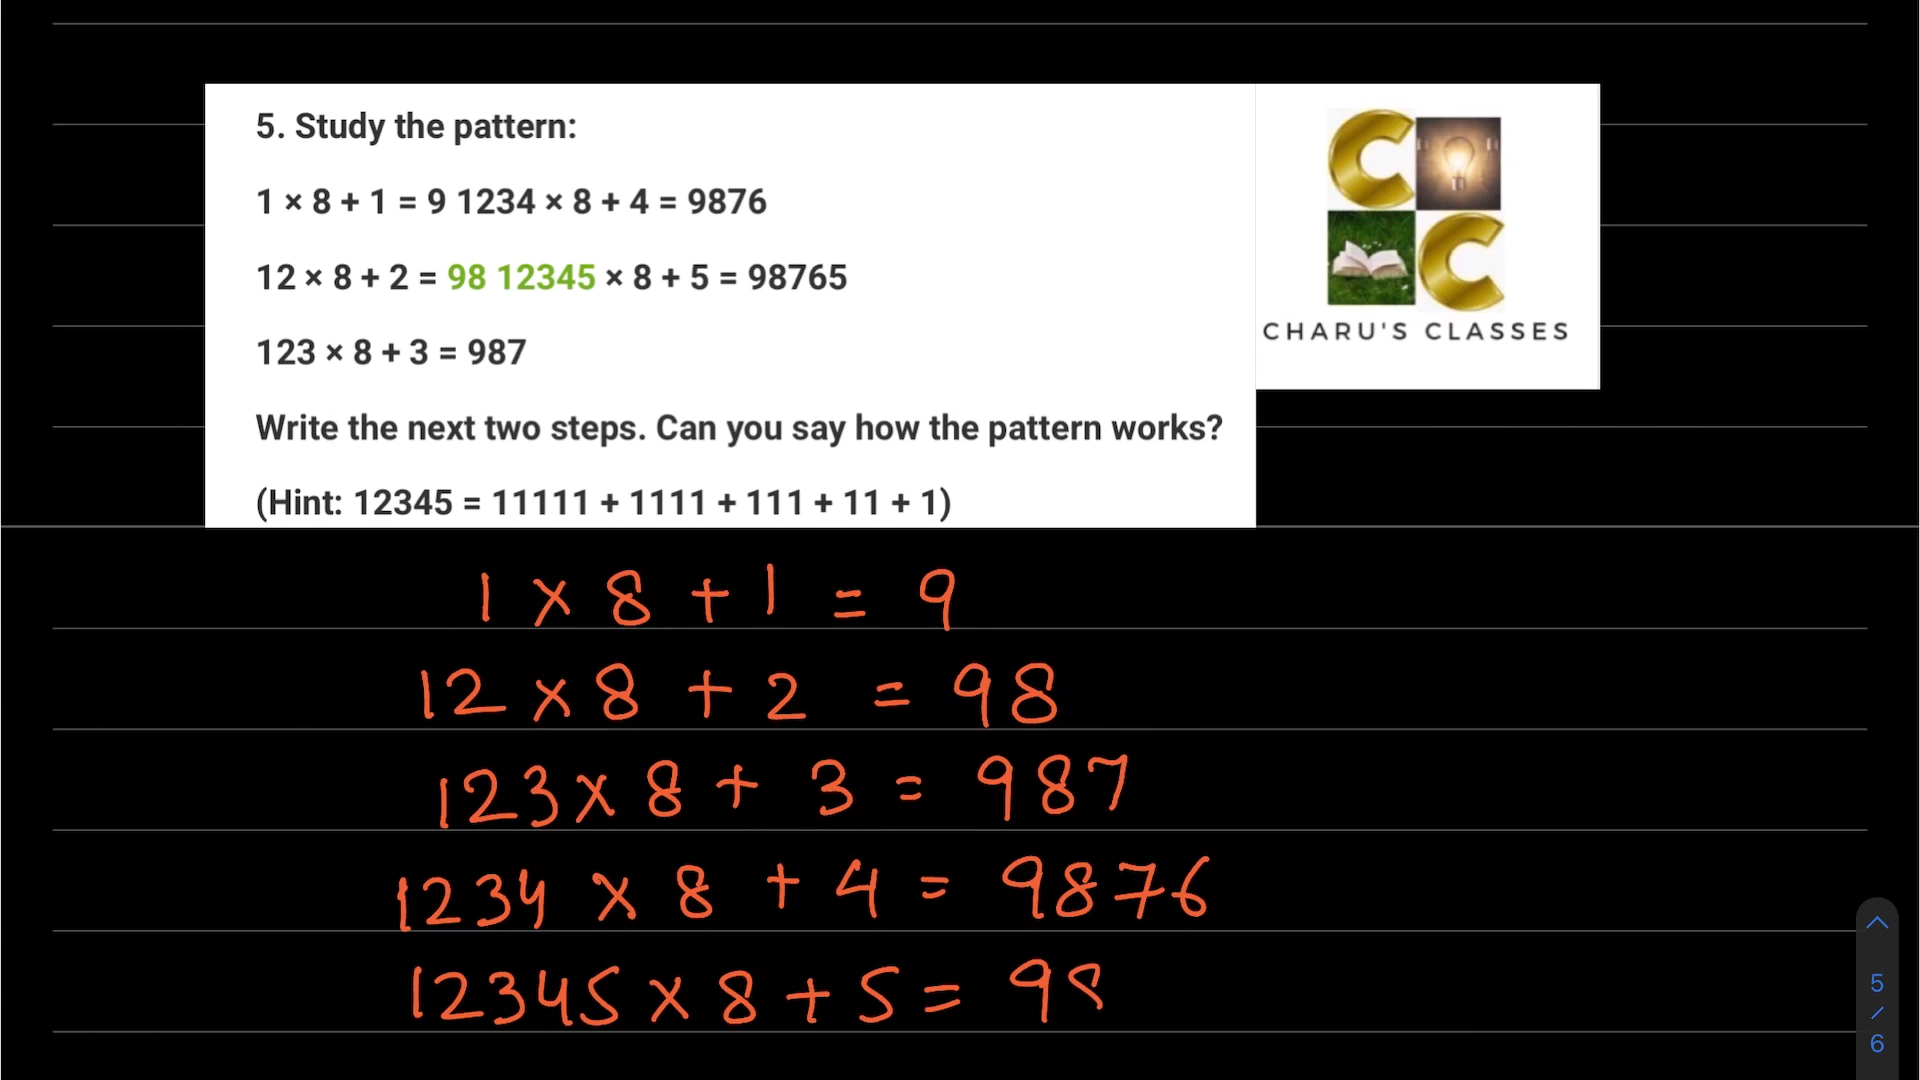 5. Study the pattern:
1 × 8 + 1 = 9 1234 × 8 + 4 = 9876
12 × 8 + 2 = 98 12345 × 8 + 5 = 98765
123 × 8 + 3 = 987
Write the next two steps. Can you say how the pattern works?
(Hint: 12345 = 11111 + 1111 + 111 + 11 + 1)
CHARU'S CLASSES
1 × 8 + 1 = 9
12 × 8 + 2 = 98
123 × 8 + 3 = 987
1234 × 8 + 4 = 9876
12345 × 8 + 5 = 9
5
/
6